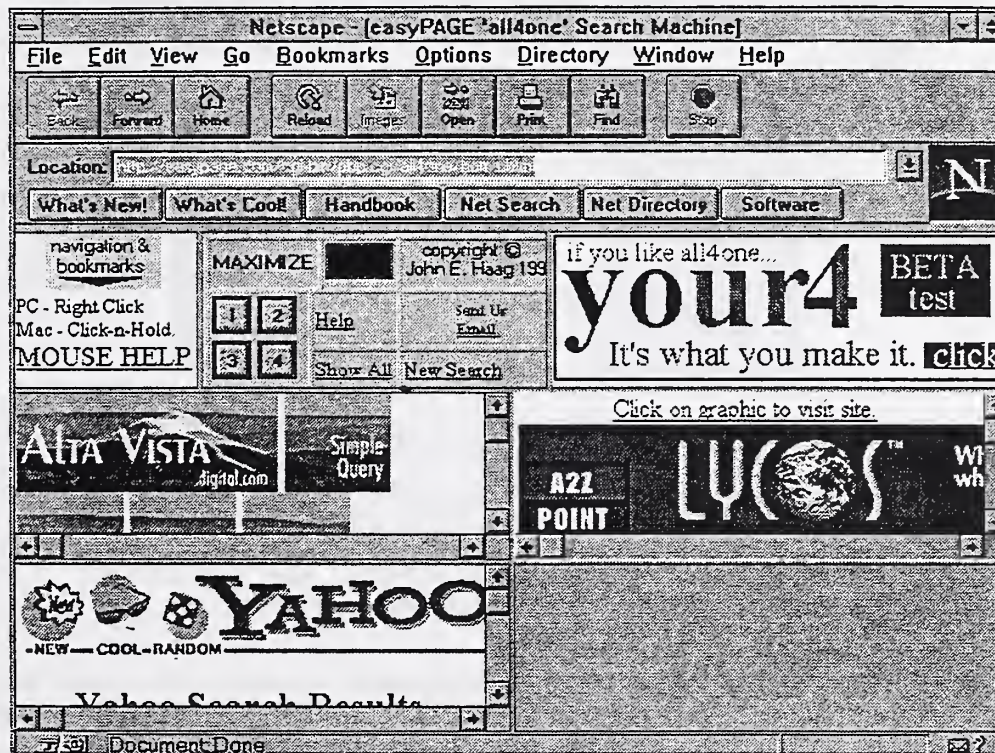 Netscape - [easyPAGE 'all4one' Search Machine]
File Edit View Go Bookmarks Options Directory Window Help
Back Forward Home Reload Images Open Print Find Stop
Location:
What's New! What's Cool! Handbook Net Search Net Directory Software
N
navigation &
bookmarks
PC - Right Click
Mac - Click-n-Hold.
MOUSE HELP
MAXIMIZE
copyright ©
John E. Haag 199
1 2
3 4
Help
Send Us
Email
Show All New Search
if you like all4one...
your4
BETA
test
It's what you make it. click
ALTA VISTA
digital.com
Simple
Query
Click on graphic to visit site.
A2Z
POINT
LYCOS™
Wi
wh
New!
YAHOO
NEW COOL RANDOM
Yahoo Search Results
Document: Done